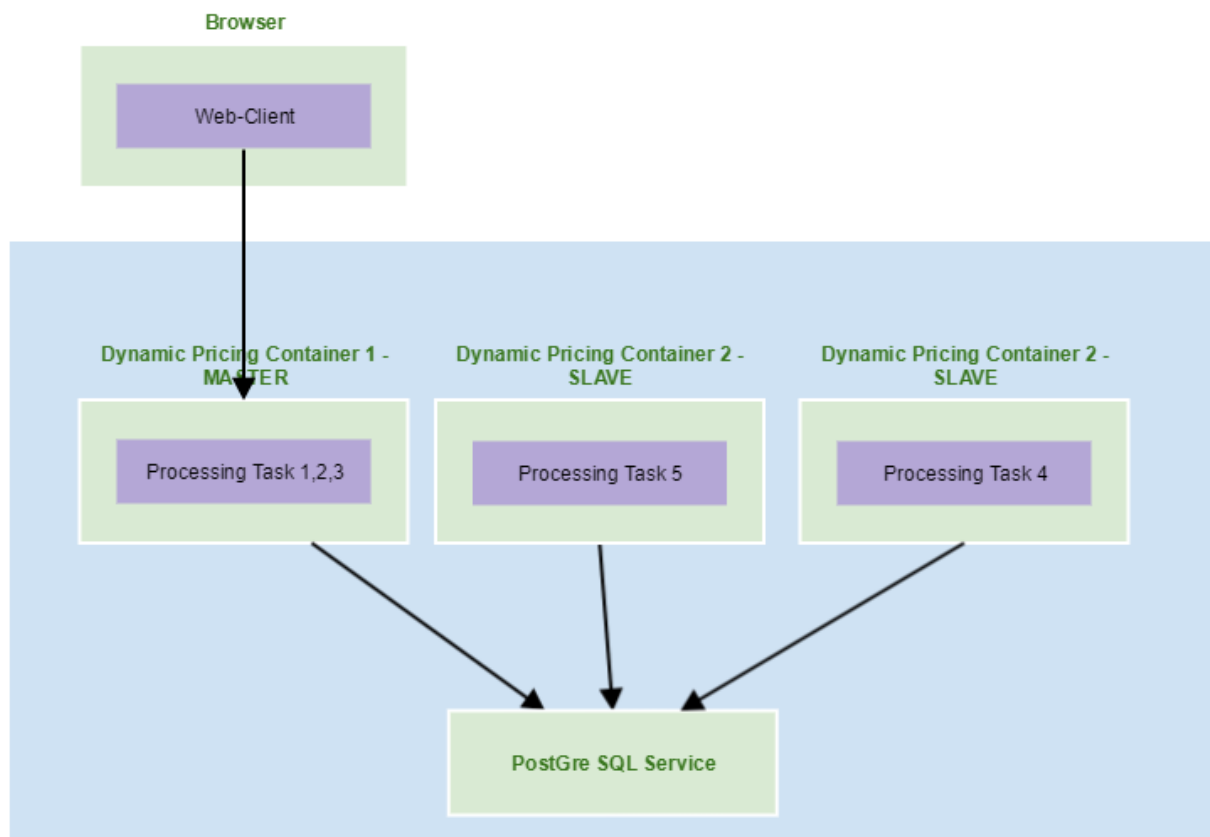 Browser
Web-Client
Dynamic Pricing Container 1 -
MASTER
Dynamic Pricing Container 2 -
SLAVE
Dynamic Pricing Container 2 -
SLAVE
Processing Task 1,2,3
Processing Task 5
Processing Task 4
PostGre SQL Service